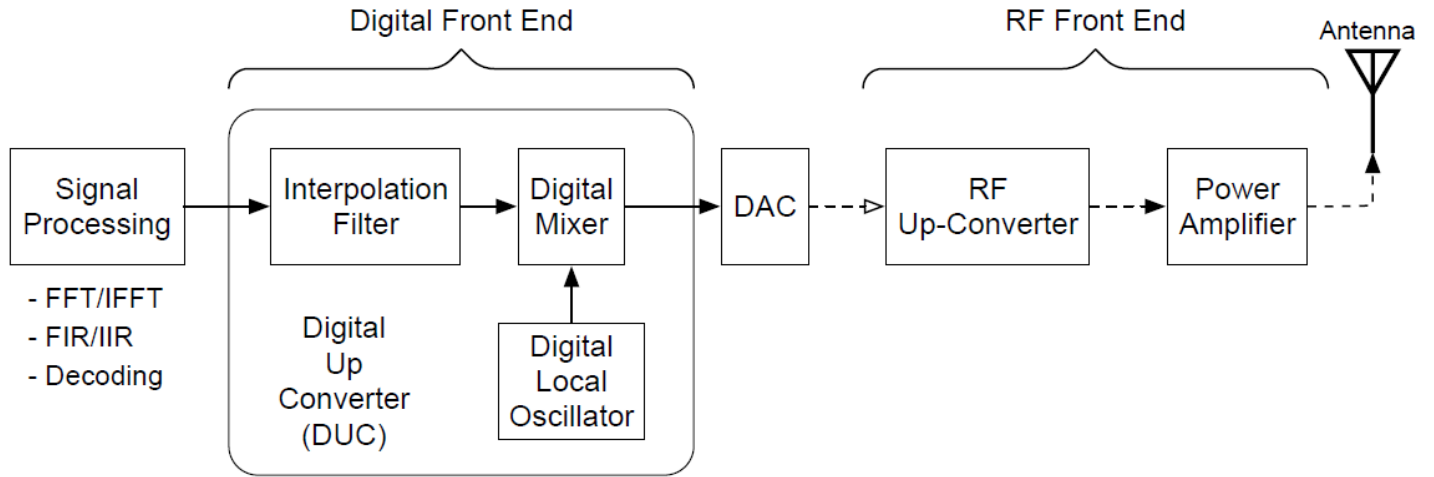 Digital Front End
RF Front End
Antenna
Signal
Processing
Interpolation
Filter
Digital
Mixer
DAC
RF
Up-Converter
Power
Amplifier
- FFT/IFFT
- FIR/IIR
- Decoding
Digital
Up
Converter
(DUC)
Digital
Local
Oscillator